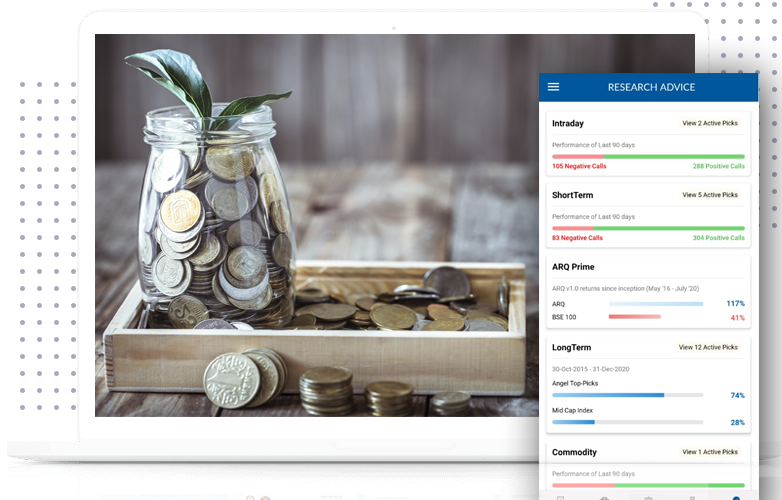 RESEARCH ADVICE
Intraday View 2 Active Picks
Performance of Last 90 days
105 Negative Calls 288 Positive Calls
ShortTerm View 5 Active Picks
Performance of Last 90 days
83 Negative Calls 304 Positive Calls
ARQ Prime
ARQ v1.0 returns since inception (May '16 - July '20)
ARQ 117%
BSE 100 41%
LongTerm View 12 Active Picks
30-Oct-2015 - 31-Dec-2020
Angel Top-Picks
74%
Mid Cap Index
28%
Commodity View 1 Active Picks
Performance of Last 90 days